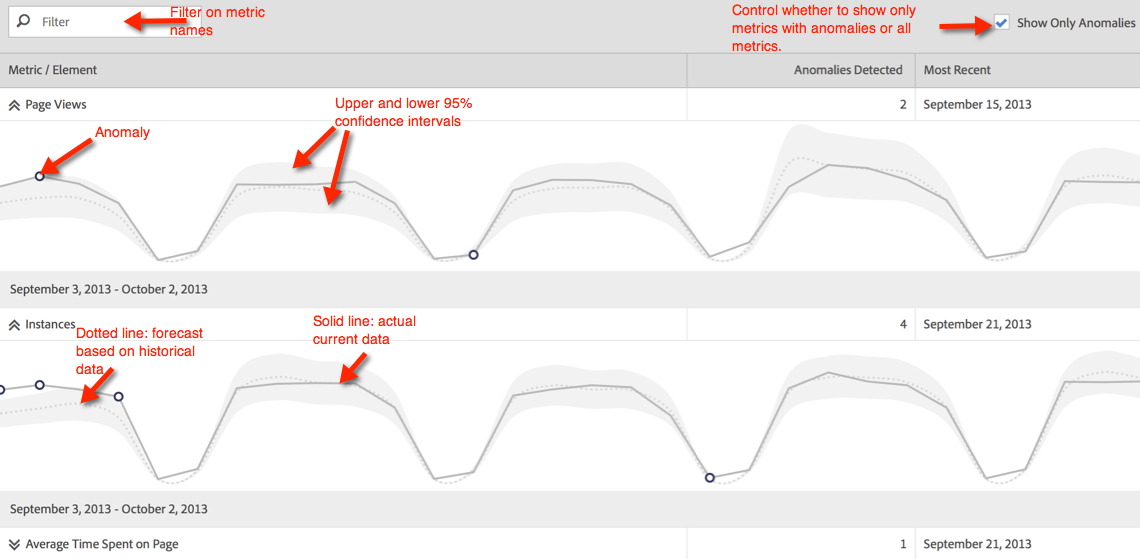 Filter
Filter on metric
names
Control whether to show only
metrics with anomalies or all
metrics.
Show Only Anomalies
Metric / Element
Anomalies Detected
Most Recent
Page Views
2
September 15, 2013
Anomaly
Upper and lower 95%
confidence intervals
September 3, 2013 - October 2, 2013
Instances
4
September 21, 2013
Dotted line: forecast
based on historical
data.
Solid line: actual
current data
September 3, 2013 - October 2, 2013
Average Time Spent on Page
1
September 21, 2013